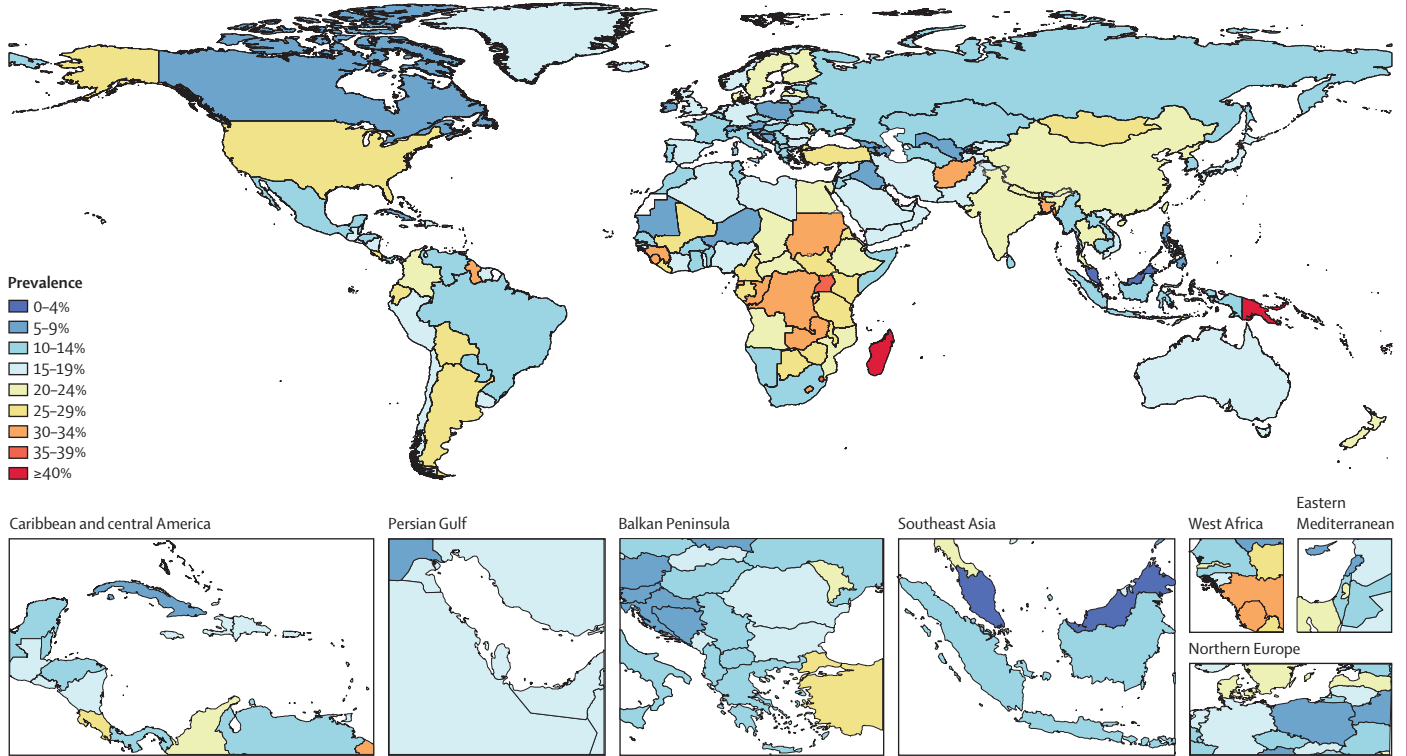 Prevalence
0–4%
5–9%
10–14%
15–19%
20–24%
25–29%
30–34%
35–39%
≥40%
Caribbean and central America
Persian Gulf
Balkan Peninsula
Southeast Asia
West Africa
Eastern
Mediterranean
Northern Europe